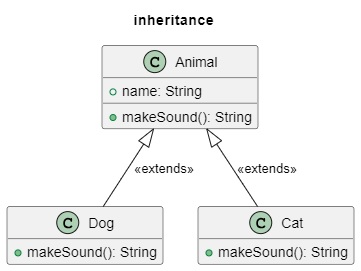 inheritance
C Animal
name: String
makeSound(): String
«extends»
«extends»
C Dog
makeSound(): String
C Cat
makeSound(): String